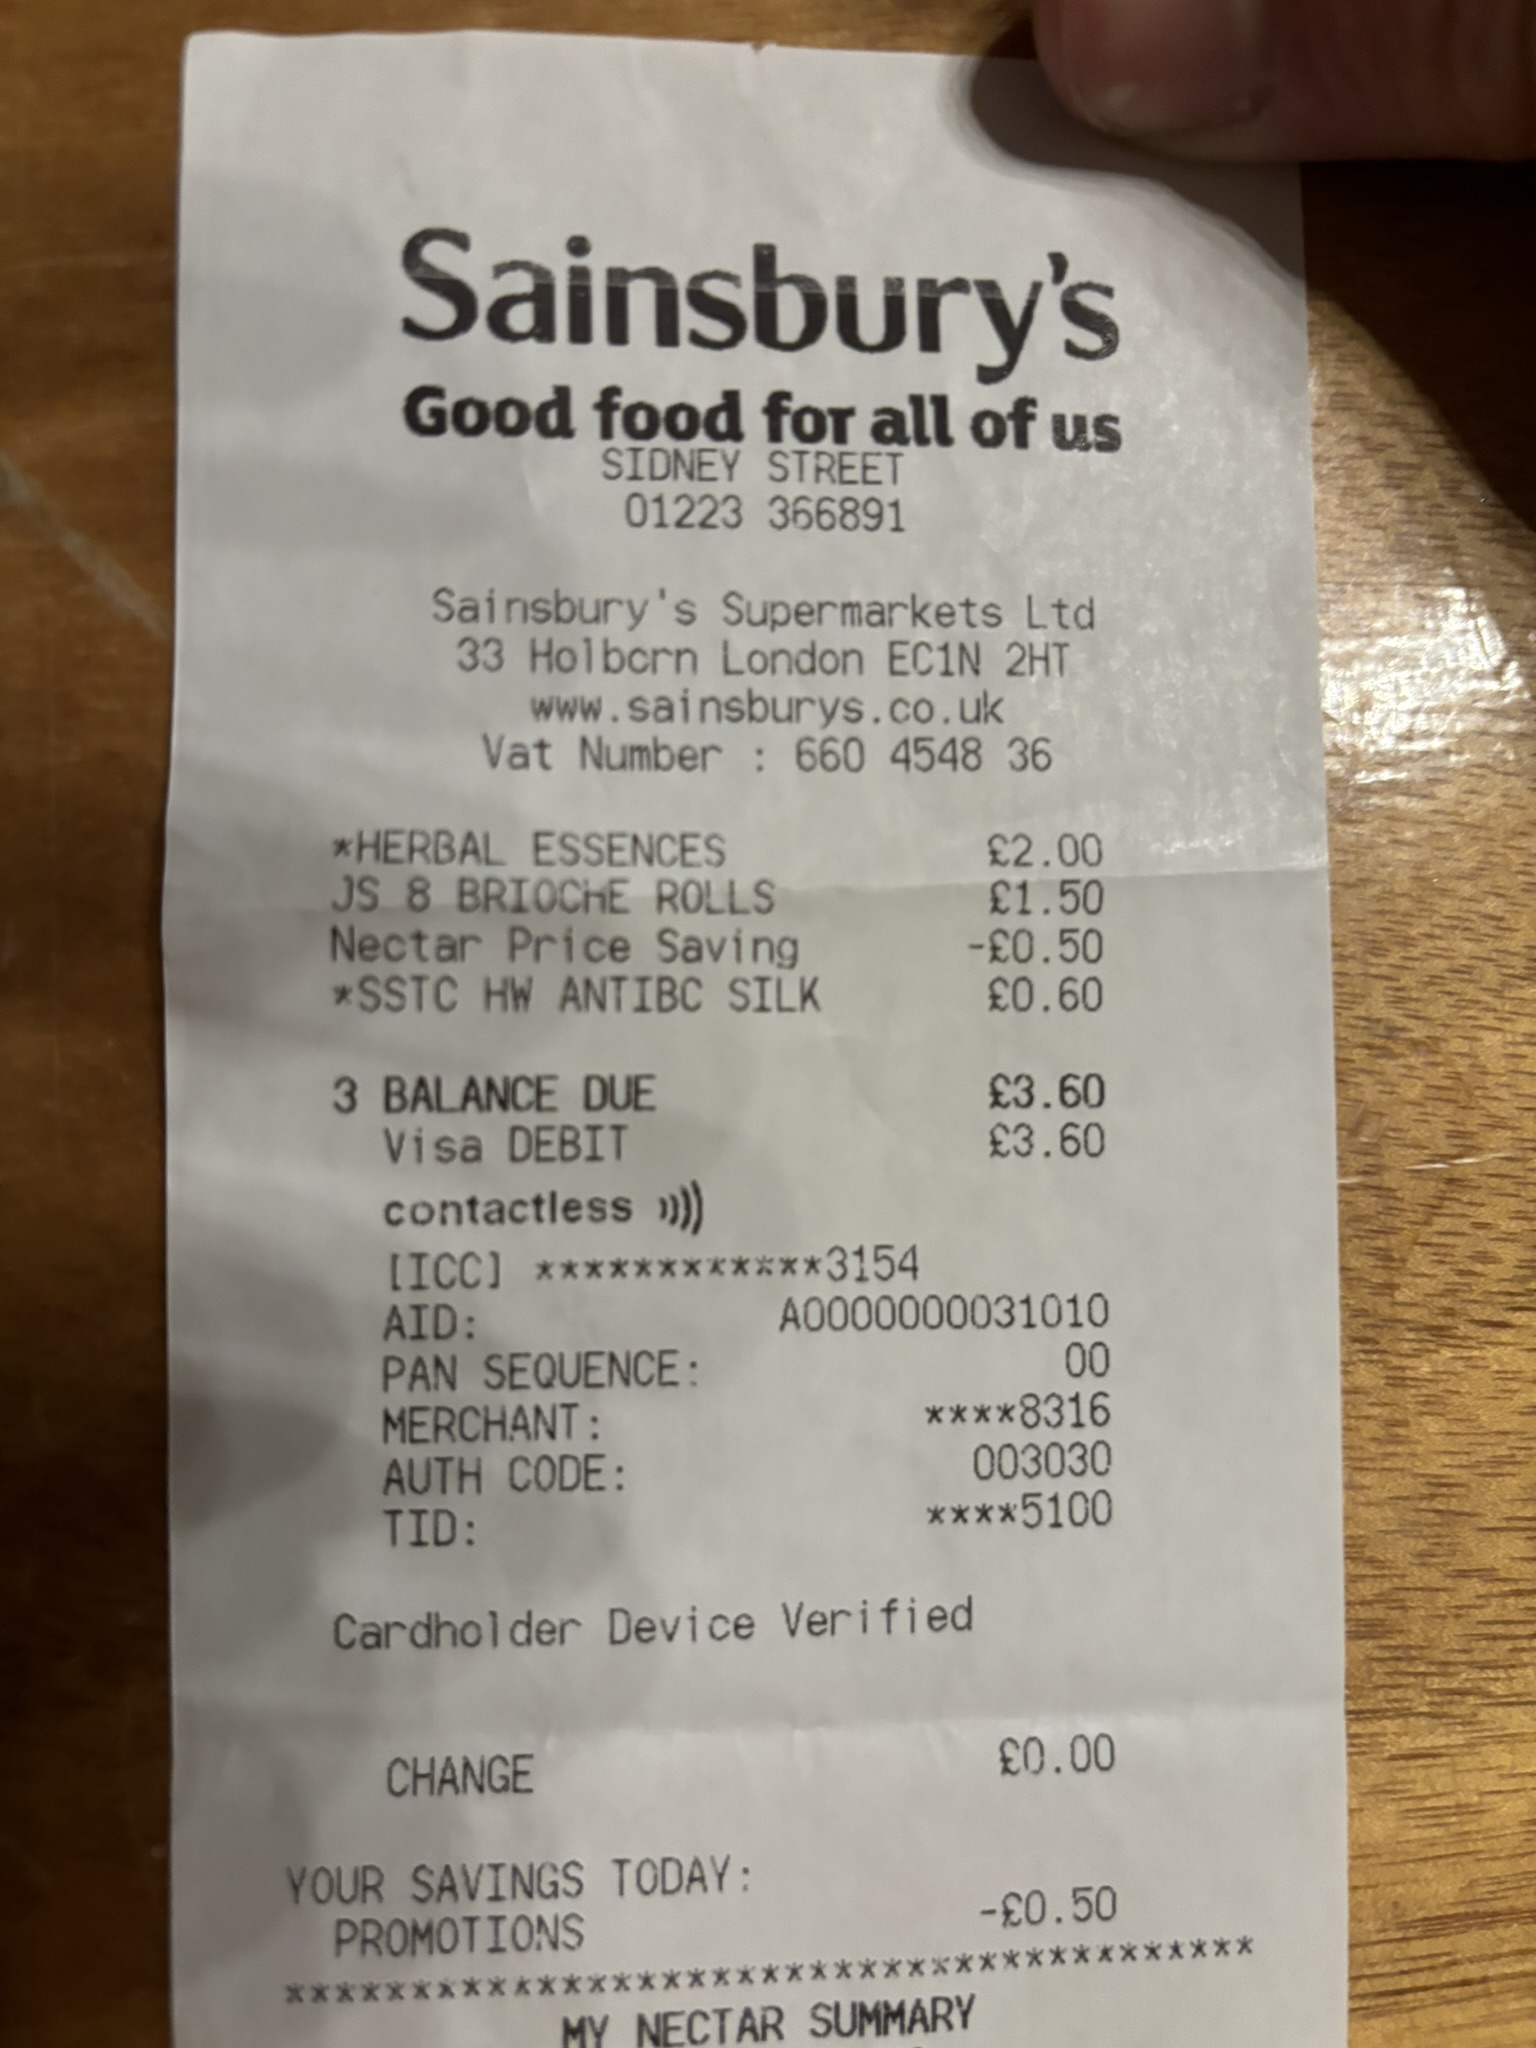 Sainsbury's
Good food for all of us
SIDNEY STREET
01223 366891
Sainsbury's Supermarkets Ltd
33 Holborn London EC1N 2HT
www.sainsburys.co.uk
Vat Number : 660 4548 36
*HERBAL ESSENCES £2.00
JS 8 BRIOCHE ROLLS £1.50
Nectar Price Saving -£0.50
*SSTC HW ANTIBC SILK £0.60
3 BALANCE DUE £3.60
Visa DEBIT £3.60
contactless
[ICC] ************3154
AID: A0000000031010
PAN SEQUENCE: 00
MERCHANT: ****8316
AUTH CODE: 003030
TID: ****5100
Cardholder Device Verified
CHANGE £0.00
YOUR SAVINGS TODAY:
PROMOTIONS -£0.50
***************************************
MY NECTAR SUMMARY